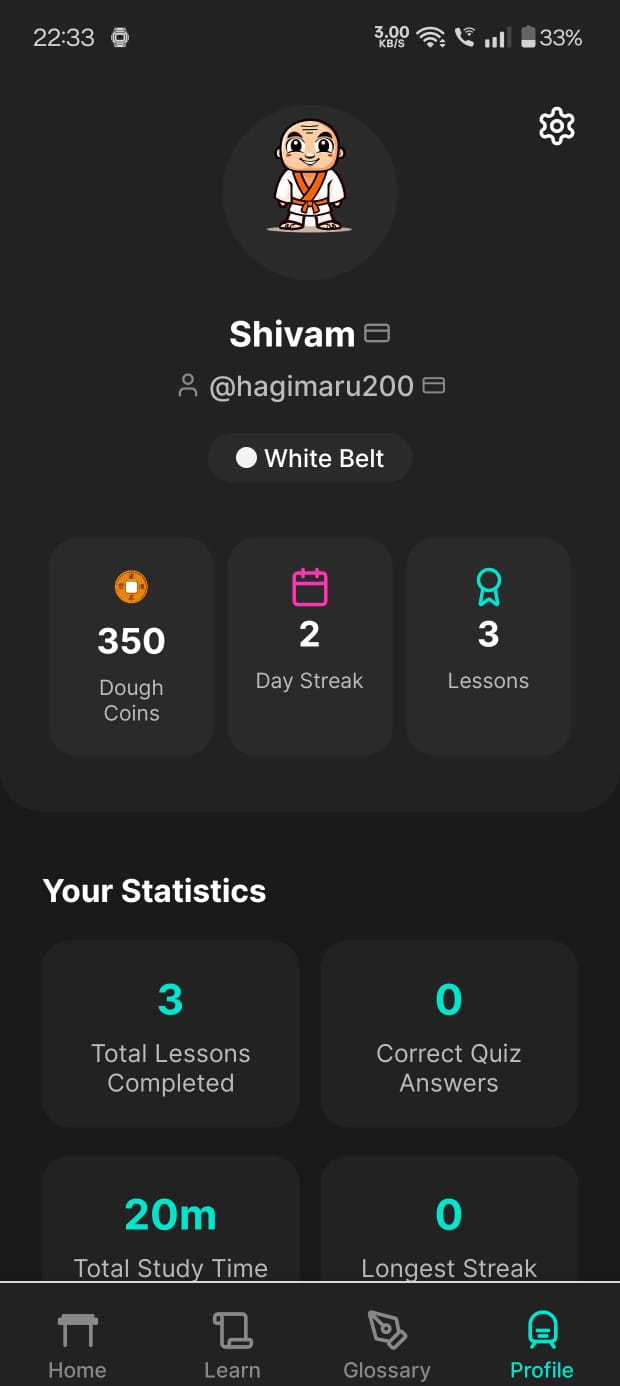 22:33
3.00
KB/S
33%
Shivam
@hagimaru200
White Belt
350
Dough
Coins
2
Day Streak
3
Lessons
Your Statistics
3
Total Lessons
Completed
0
Correct Quiz
Answers
20m
Total Study Time
0
Longest Streak
Home
Learn
Glossary
Profile